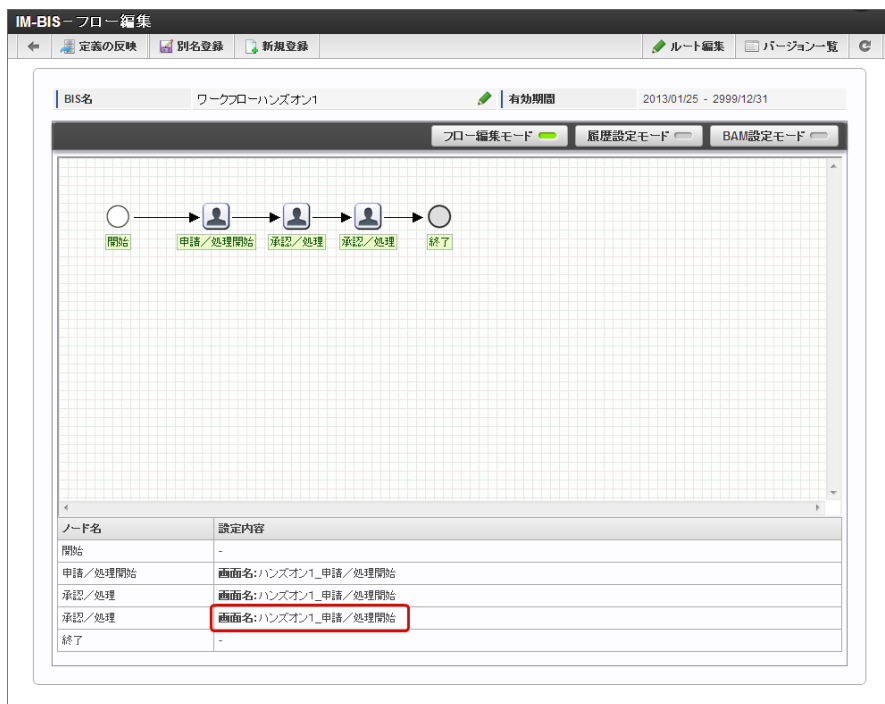 IM-BIS－フロー編集
定義の反映 別名登録 新規登録 ルート編集 バージョン一覧
BIS名 ワークフローハンズオン1 有効期間 2013/01/25 - 2999/12/31
フロー編集モード 履歴設定モード BAM設定モード
開始 申請／処理開始 承認／処理 承認／処理 終了
ノード名 設定内容
開始 -
申請／処理開始 画面名:ハンズオン1_申請／処理開始
承認／処理 画面名:ハンズオン1_申請／処理開始
承認／処理 画面名:ハンズオン1_申請／処理開始
終了 -